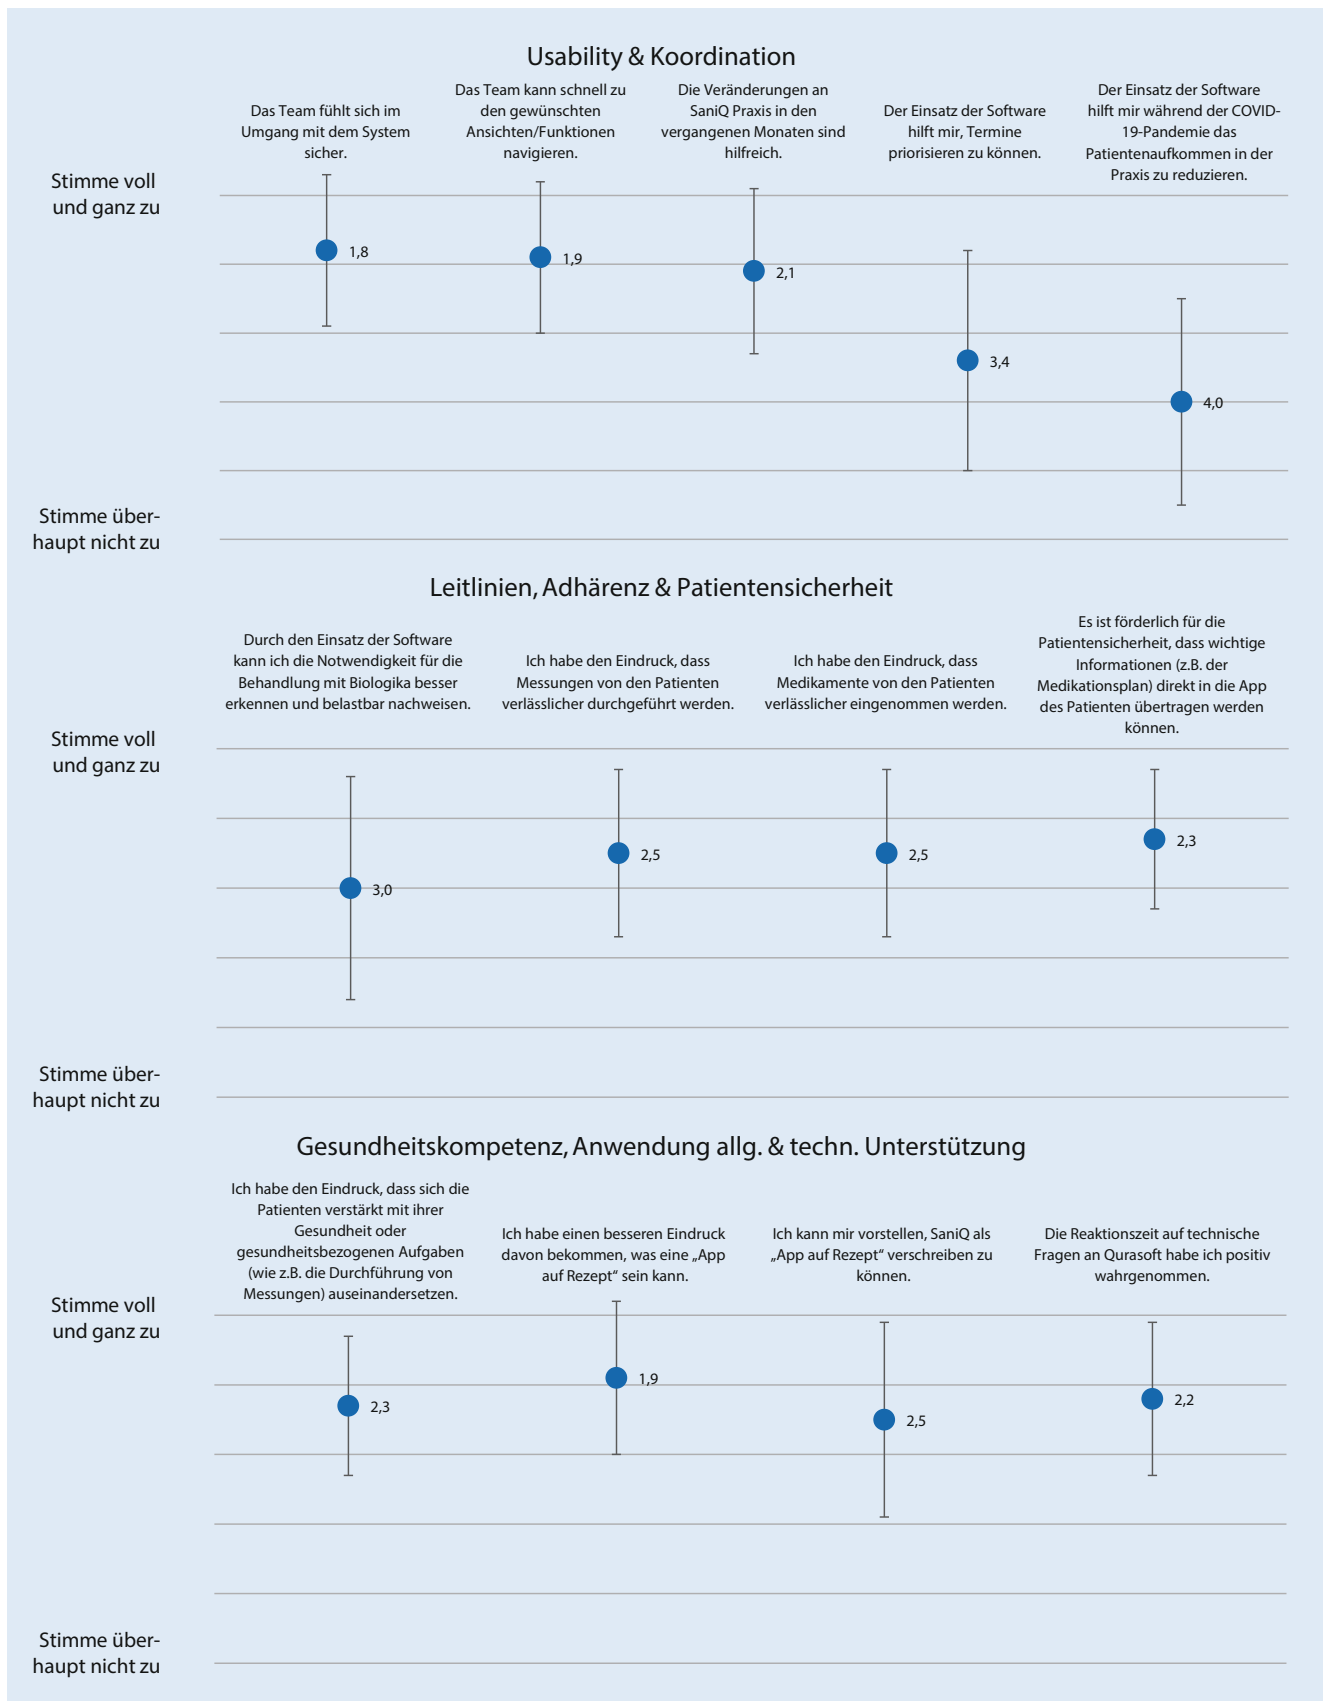 Usability & Koordination
Das Team fühlt sich im
Umgang mit dem System
sicher.
Das Team kann schnell zu
den gewünschten
Ansichten/Funktionen
navigieren.
Die Veränderungen an
SaniQ Praxis in den
vergangenen Monaten sind
hilfreich.
Der Einsatz der Software
hilft mir, Termine
priorisieren zu können.
Der Einsatz der Software
hilft mir während der COVID-
19-Pandemie das
Patientenaufkommen in der
Praxis zu reduzieren.
Stimme voll
und ganz zu
1,8
1,9
2,1
3,4
4,0
Stimme über-
haupt nicht zu
Leitlinien, Adhärenz & Patientensicherheit
Durch den Einsatz der Software
kann ich die Notwendigkeit für die
Behandlung mit Biologika besser
erkennen und belastbar nachweisen.
Ich habe den Eindruck, dass
Messungen von den Patienten
verlässlicher durchgeführt werden.
Ich habe den Eindruck, dass
Medikamente von den Patienten
verlässlicher eingenommen werden.
Es ist förderlich für die
Patientensicherheit, dass wichtige
Informationen (z.B. der
Medikationsplan) direkt in die App
des Patienten übertragen werden
können.
Stimme voll
und ganz zu
3,0
2,5
2,5
2,3
Stimme über-
haupt nicht zu
Gesundheitskompetenz, Anwendung allg. & techn. Unterstützung
Ich habe den Eindruck, dass sich die
Patienten verstärkt mit ihrer
Gesundheit oder
gesundheitsbezogenen Aufgaben
(wie z.B. die Durchführung von
Messungen) auseinandersetzen.
Ich habe einen besseren Eindruck
davon bekommen, was eine „App
auf Rezept“ sein kann.
Ich kann mir vorstellen, SaniQ als
„App auf Rezept“ verschreiben zu
können.
Die Reaktionszeit auf technische
Fragen an Qurasoft habe ich positiv
wahrgenommen.
Stimme voll
und ganz zu
2,3
1,9
2,5
2,2
Stimme über-
haupt nicht zu